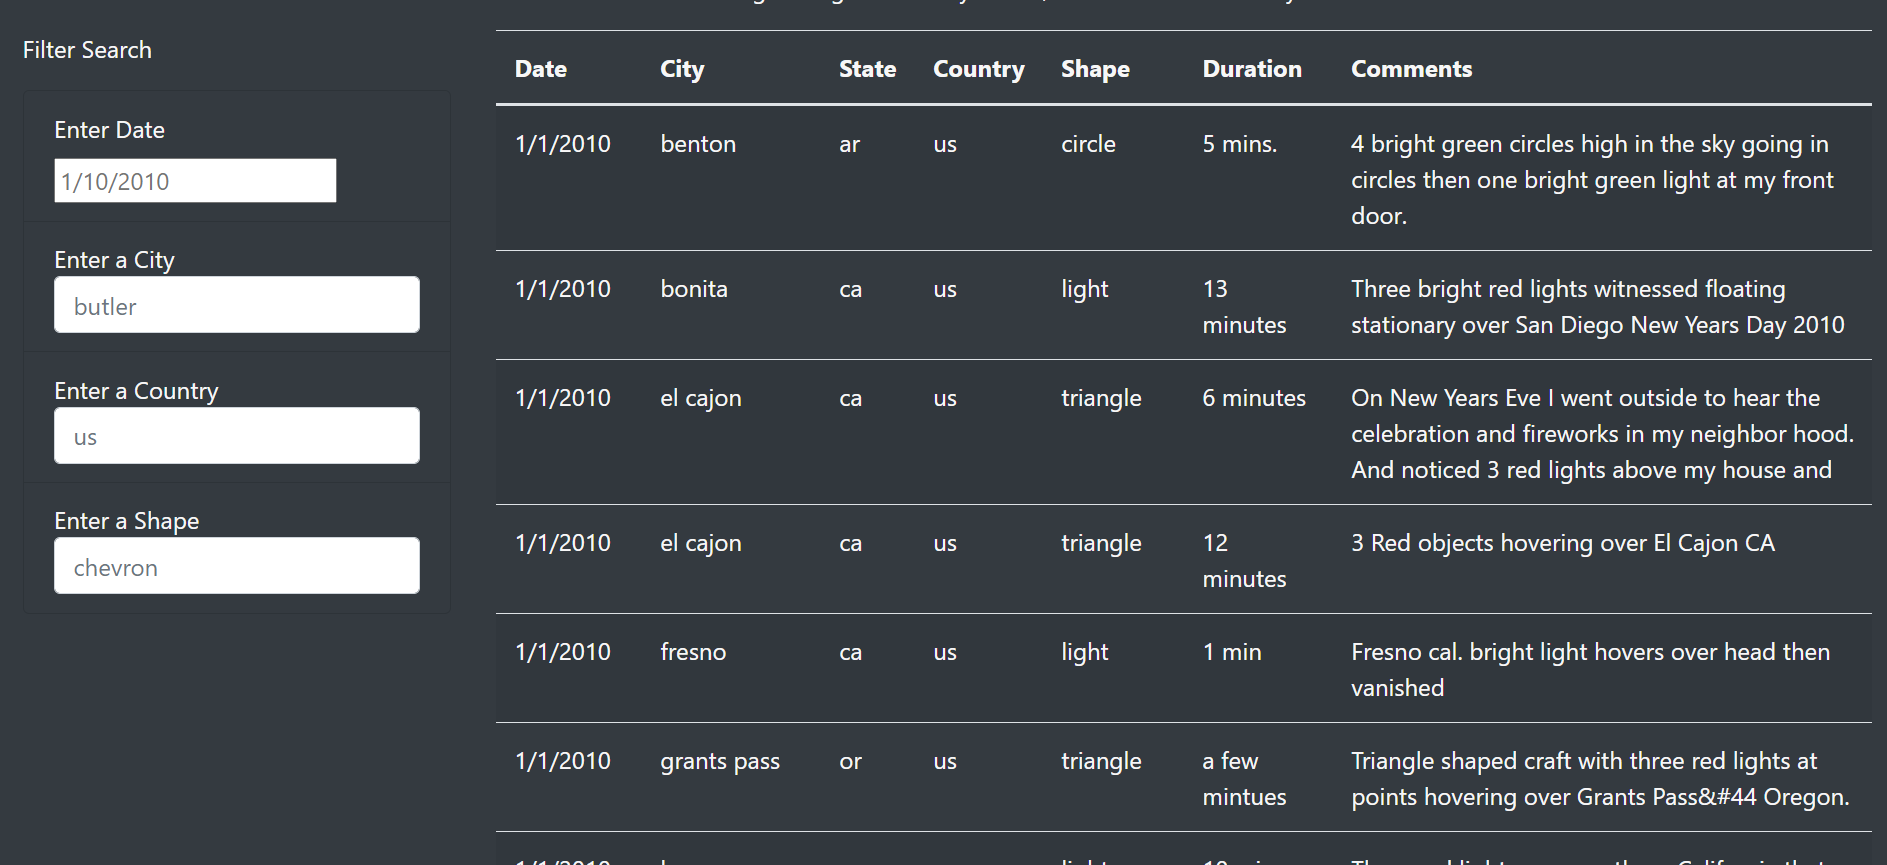 Filter Search
Enter Date
1/10/2010
Enter a City
butler
Enter a Country
us
Enter a Shape
chevron
Date City State Country Shape Duration Comments
1/1/2010 benton ar us circle 5 mins. 4 bright green circles high in the sky going in
circles then one bright green light at my front
door.
1/1/2010 bonita ca us light 13 Three bright red lights witnessed floating
minutes stationary over San Diego New Years Day 2010
1/1/2010 el cajon ca us triangle 6 minutes On New Years Eve I went outside to hear the
celebration and fireworks in my neighbor hood.
And noticed 3 red lights above my house and
1/1/2010 el cajon ca us triangle 12 3 Red objects hovering over El Cajon CA
minutes
1/1/2010 fresno ca us light 1 min Fresno cal. bright light hovers over head then
vanished
1/1/2010 grants pass or us triangle a few Triangle shaped craft with three red lights at
mintues points hovering over Grants Pass&#44 Oregon.